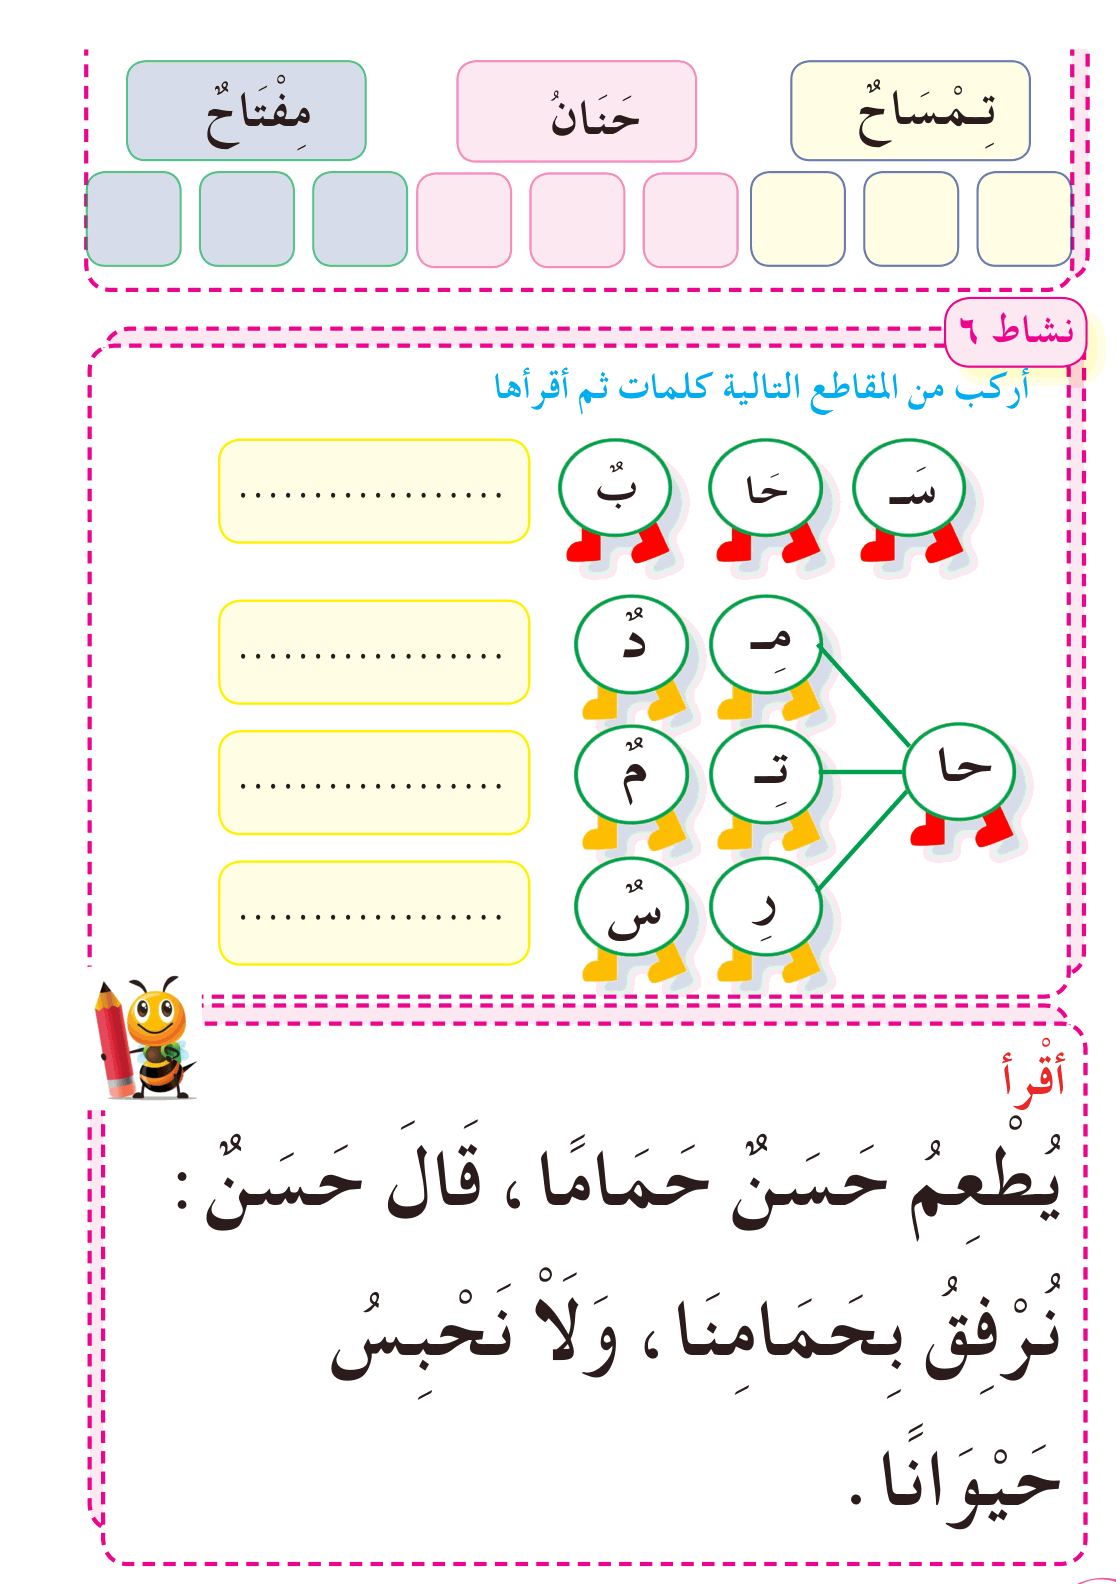 تِمْسَاحٌ حَنَانُ مِفْتَاحٌ
نشاط ٦
أركب من المقاطع التالية كلمات ثم أقرأها
سَـ حَا بٌ ..................
مِـ دٌ ..................
حا تِـ مٌ ..................
رِ سٌ ..................
أقْرأ
يُطْعِمُ حَسَنٌ حَمَامًا ، قَالَ حَسَنٌ :
نُرْفِقُ بِحَمَامِنَا ، وَلَاْ نَحْبِسُ
حَيْوَانًا .